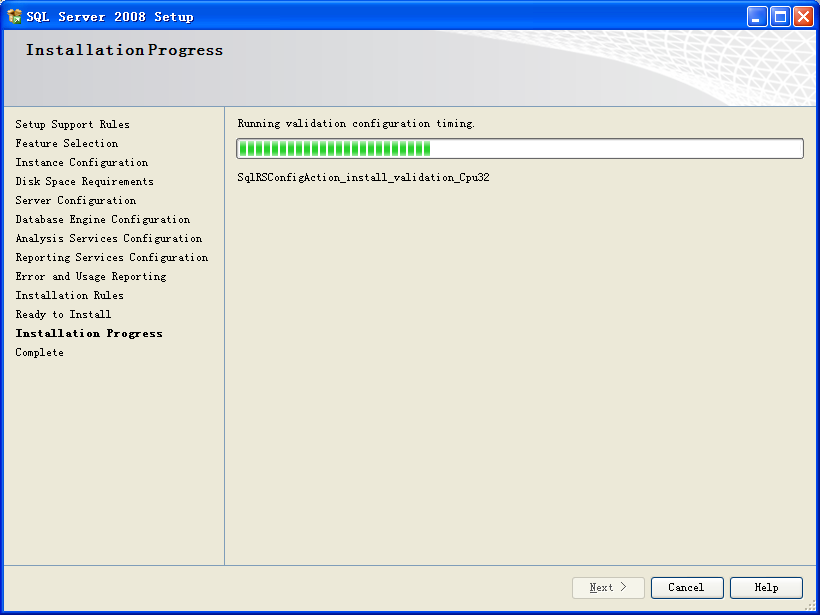 SQL Server 2008 Setup
Installation Progress
Setup Support Rules
Feature Selection
Instance Configuration
Disk Space Requirements
Server Configuration
Database Engine Configuration
Analysis Services Configuration
Reporting Services Configuration
Error and Usage Reporting
Installation Rules
Ready to Install
Installation Progress
Complete
Running validation configuration timing.
SqlRSConfigAction_install_validation_Cpu32
Next >
Cancel
Help